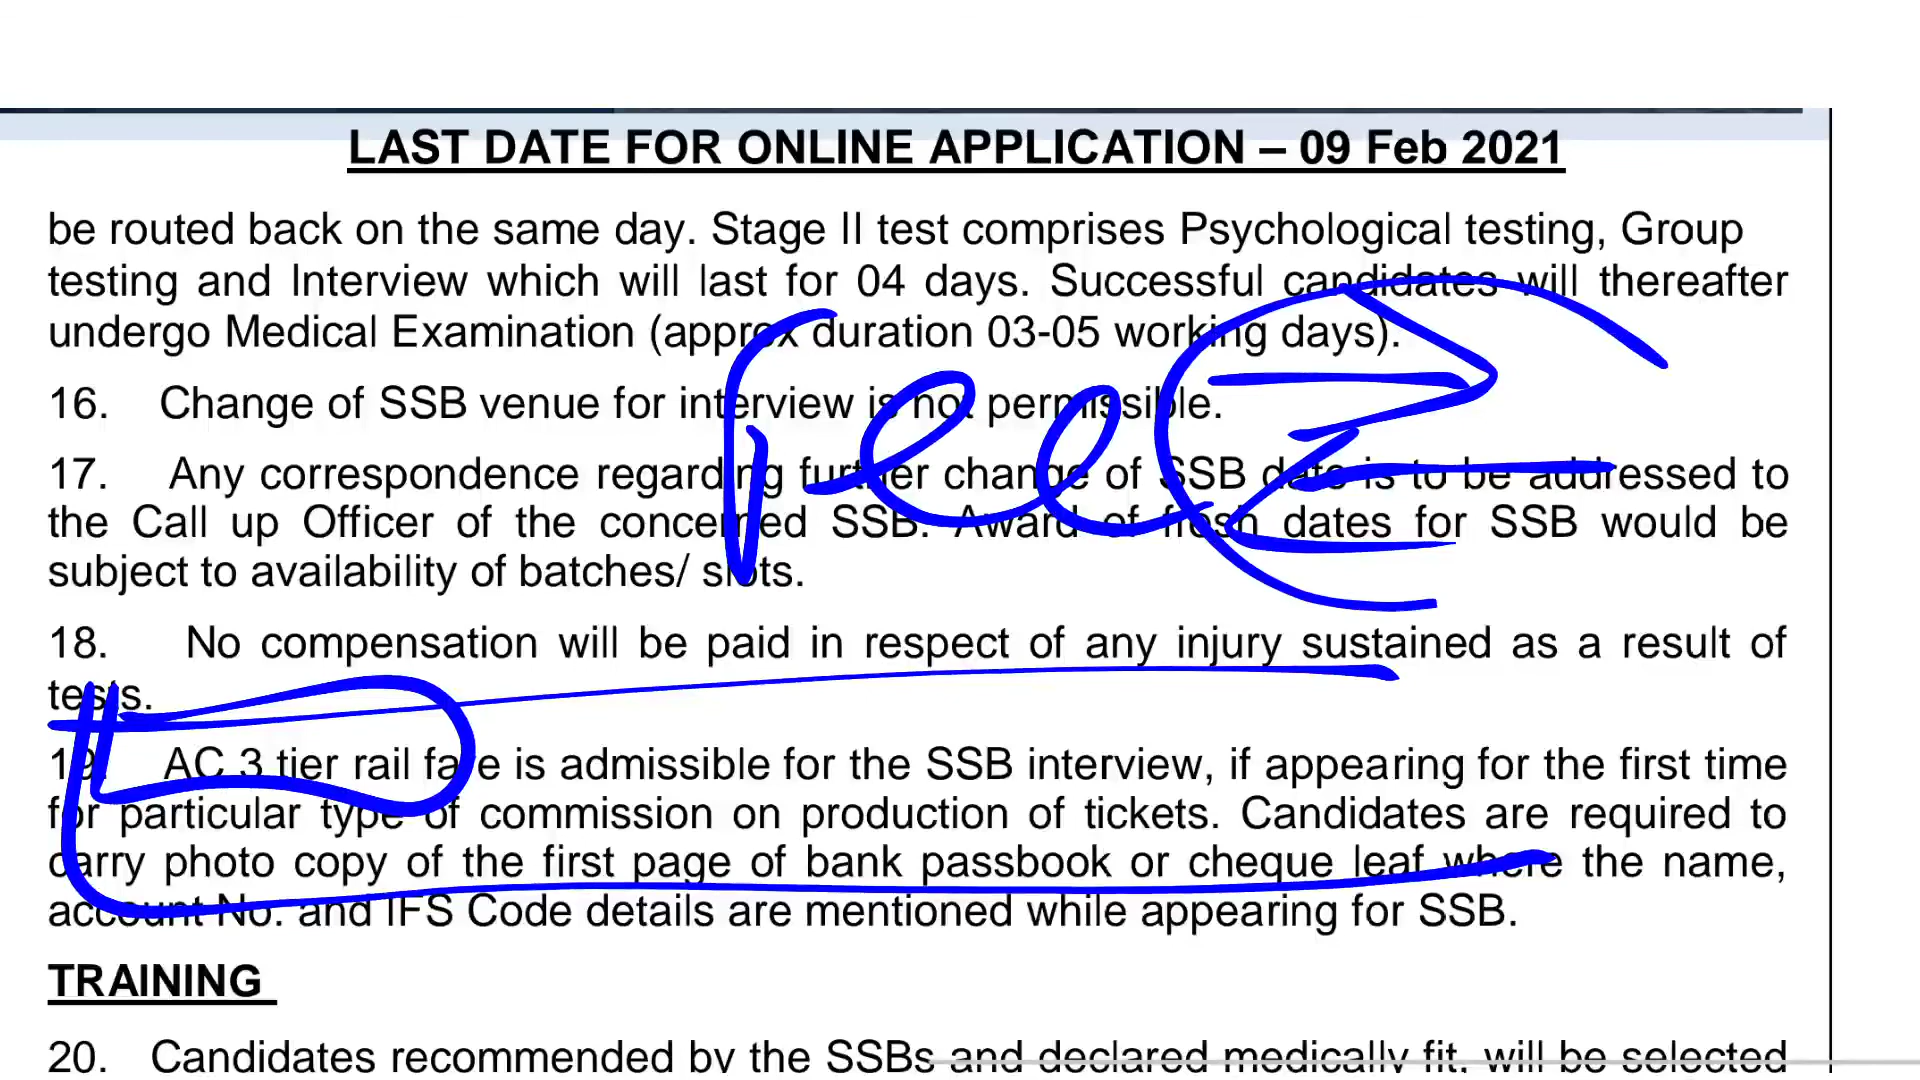 LAST DATE FOR ONLINE APPLICATION – 09 Feb 2021
be routed back on the same day. Stage II test comprises Psychological testing, Group
testing and Interview which will last for 04 days. Successful candidates will thereafter
undergo Medical Examination (approx duration 03-05 working days).
16. Change of SSB venue for interview is not permissible.
17. Any correspondence regarding further change of SSB date is to be addressed to
the Call up Officer of the concerned SSB. Award of fresh dates for SSB would be
subject to availability of batches/ slots.
18. No compensation will be paid in respect of any injury sustained as a result of
tests.
19. AC 3 tier rail fare is admissible for the SSB interview, if appearing for the first time
for particular type of commission on production of tickets. Candidates are required to
carry photo copy of the first page of bank passbook or cheque leaf where the name,
account No. and IFS Code details are mentioned while appearing for SSB.
TRAINING
20. Candidates recommended by the SSBs and declared medically fit, will be selected